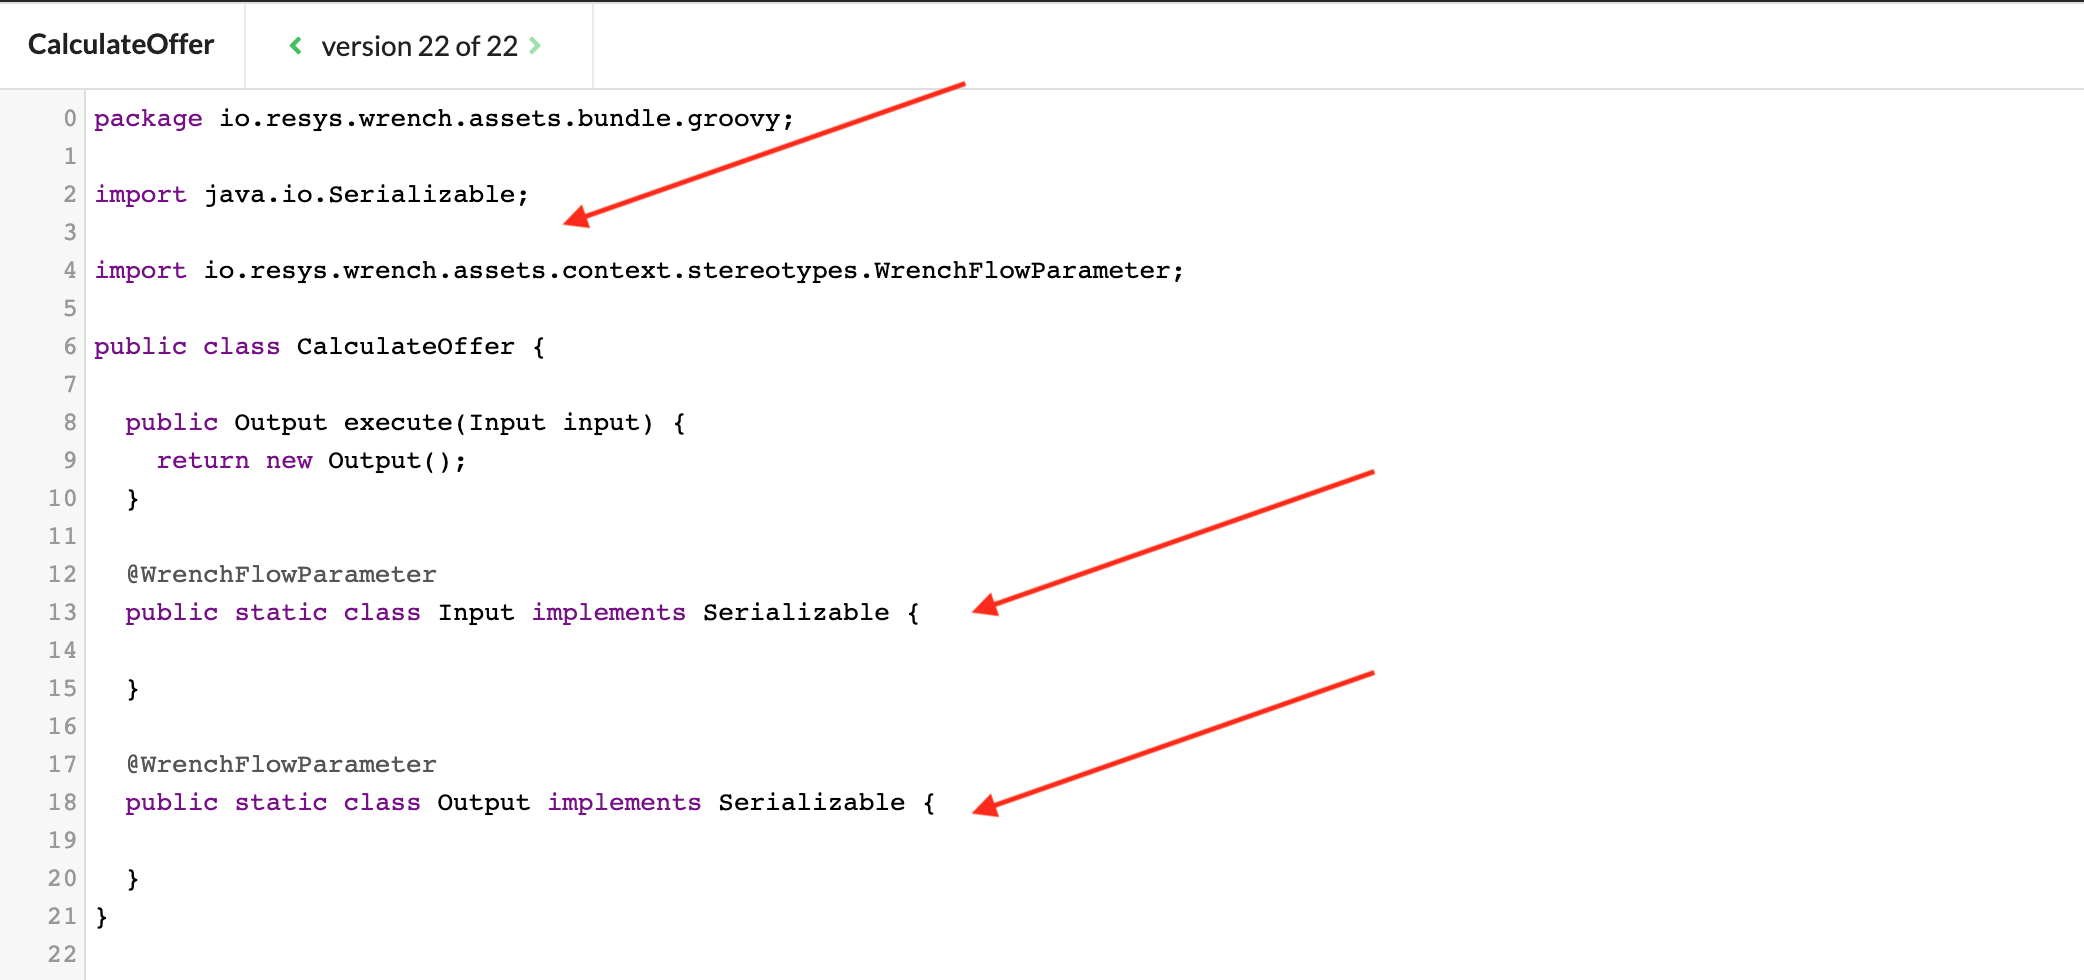 CalculateOffer < version 22 of 22 >
0 package io.resys.wrench.assets.bundle.groovy;
1
2 import java.io.Serializable;
3
4 import io.resys.wrench.assets.context.stereotypes.WrenchFlowParameter;
5
6 public class CalculateOffer {
7
8   public Output execute(Input input) {
9     return new Output();
10   }
11
12   @WrenchFlowParameter
13   public static class Input implements Serializable {
14
15   }
16
17   @WrenchFlowParameter
18   public static class Output implements Serializable {
19
20   }
21 }
22